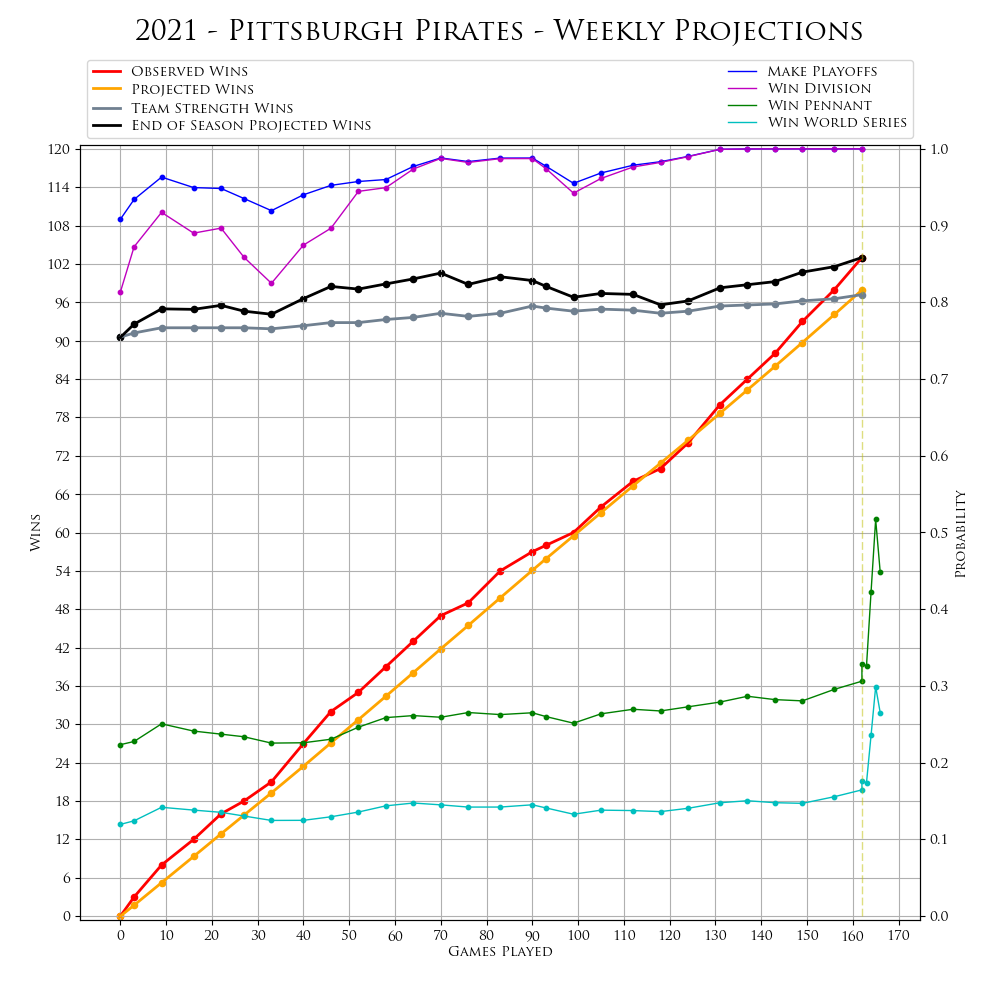 2021 - Pittsburgh Pirates - Weekly Projections
Observed Wins
Projected Wins
Team Strength Wins
End of Season Projected Wins
Make Playoffs
Win Division
Win Pennant
Win World Series
120
114
108
102
96
90
84
78
72
66
60
54
48
42
36
30
24
18
12
6
0
Wins
1.0
0.9
0.8
0.7
0.6
0.5
0.4
0.3
0.2
0.1
0.0
Probability
0 10 20 30 40 50 60 70 80 90 100 110 120 130 140 150 160 170
Games Played